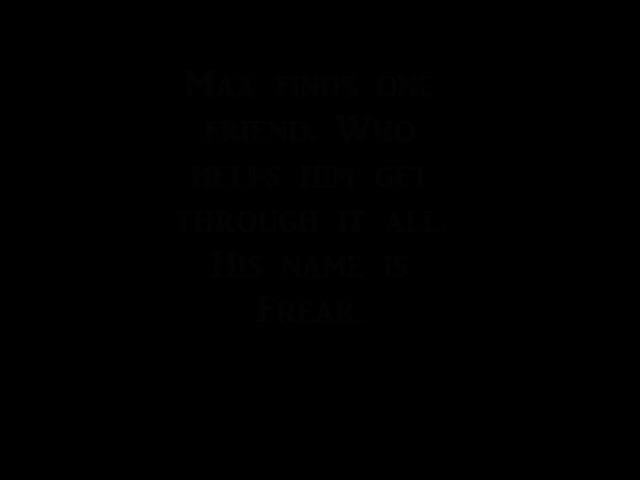 Max finds one
friend. Who
helps him get
through it all.
His name is
Freak.